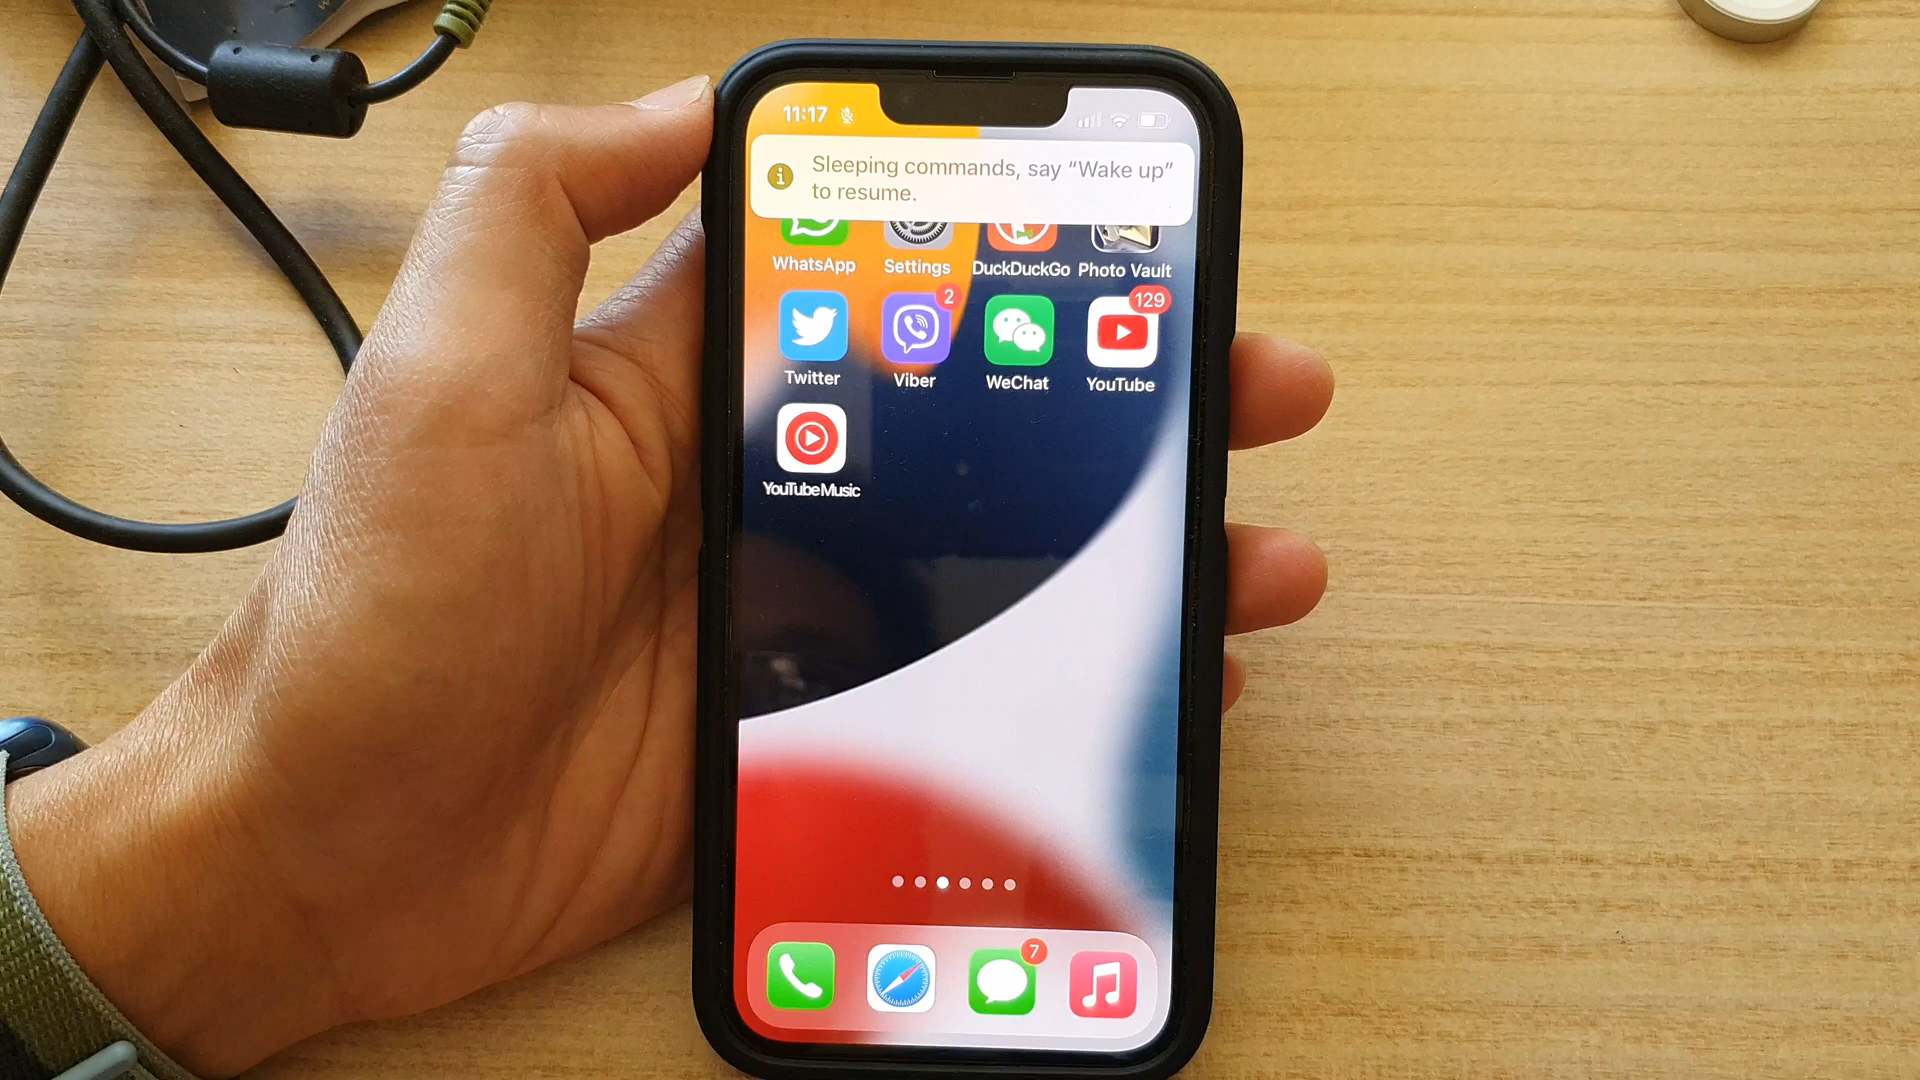 11:17
Sleeping commands, say “Wake up”
to resume.
WhatsApp Settings DuckDuckGo Photo Vault
2 129
Twitter Viber WeChat YouTube
YouTube Music
7